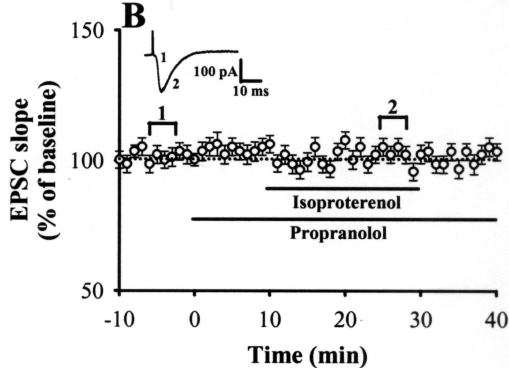 B
150
1
2
100 pA
10 ms
1
2
100
Isoproterenol
Propranolol
50
-10 0 10 20 30 40
Time (min)
EPSC slope
(% of baseline)